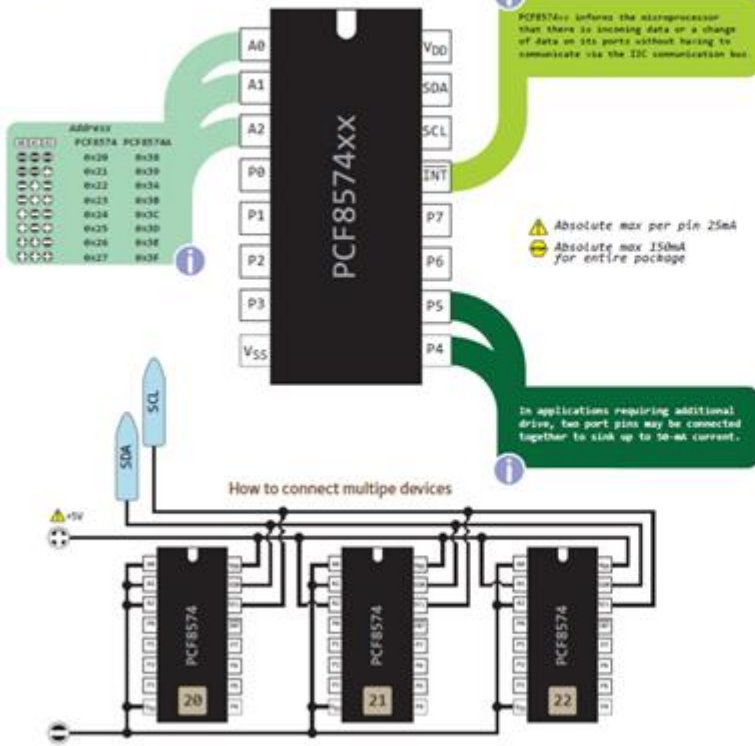 PCF8574xx informs the microprocessor
that there is incoming data or a change
of data on its ports without having to
communicate via the I2C communication bus.
A0
A1
A2
P0
P1
P2
P3
VSS
PCF8574xx
VDD
SDA
SCL
INT
P7
P6
P5
P4
Address
A0 A1 A2 PCF8574 PCF8574A
0x20 0x38
0x21 0x39
0x22 0x3A
0x23 0x3B
0x24 0x3C
0x25 0x3D
0x26 0x3E
0x27 0x3F
i
Absolute max per pin 25mA
Absolute max 150mA
for entire package
In applications requiring additional
drive, two port pins may be connected
together to sink up to 50-mA current.
i
SCL
SDA
How to connect multipe devices
+5V
PCF8574
20
PCF8574
21
PCF8574
22